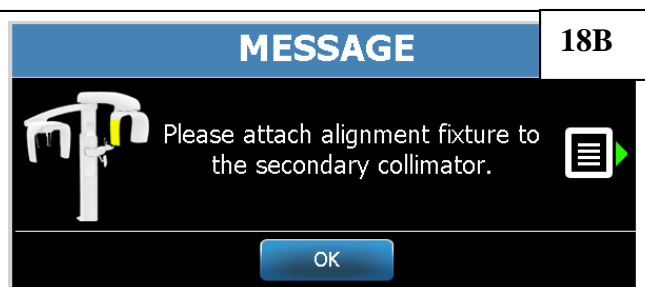 MESSAGE
18B
Please attach alignment fixture to
the secondary collimator.
OK